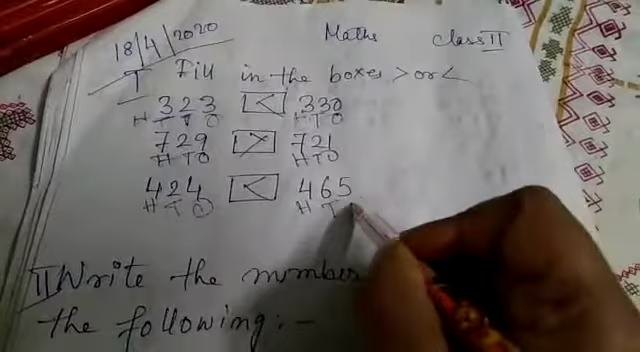 18/4/2020 Maths Class II
I Fill in the boxes > or <
323 < 330
H T O H T O
729 > 721
H T O H T O
424 < 465
H T O H T
II Write the number
the following :-